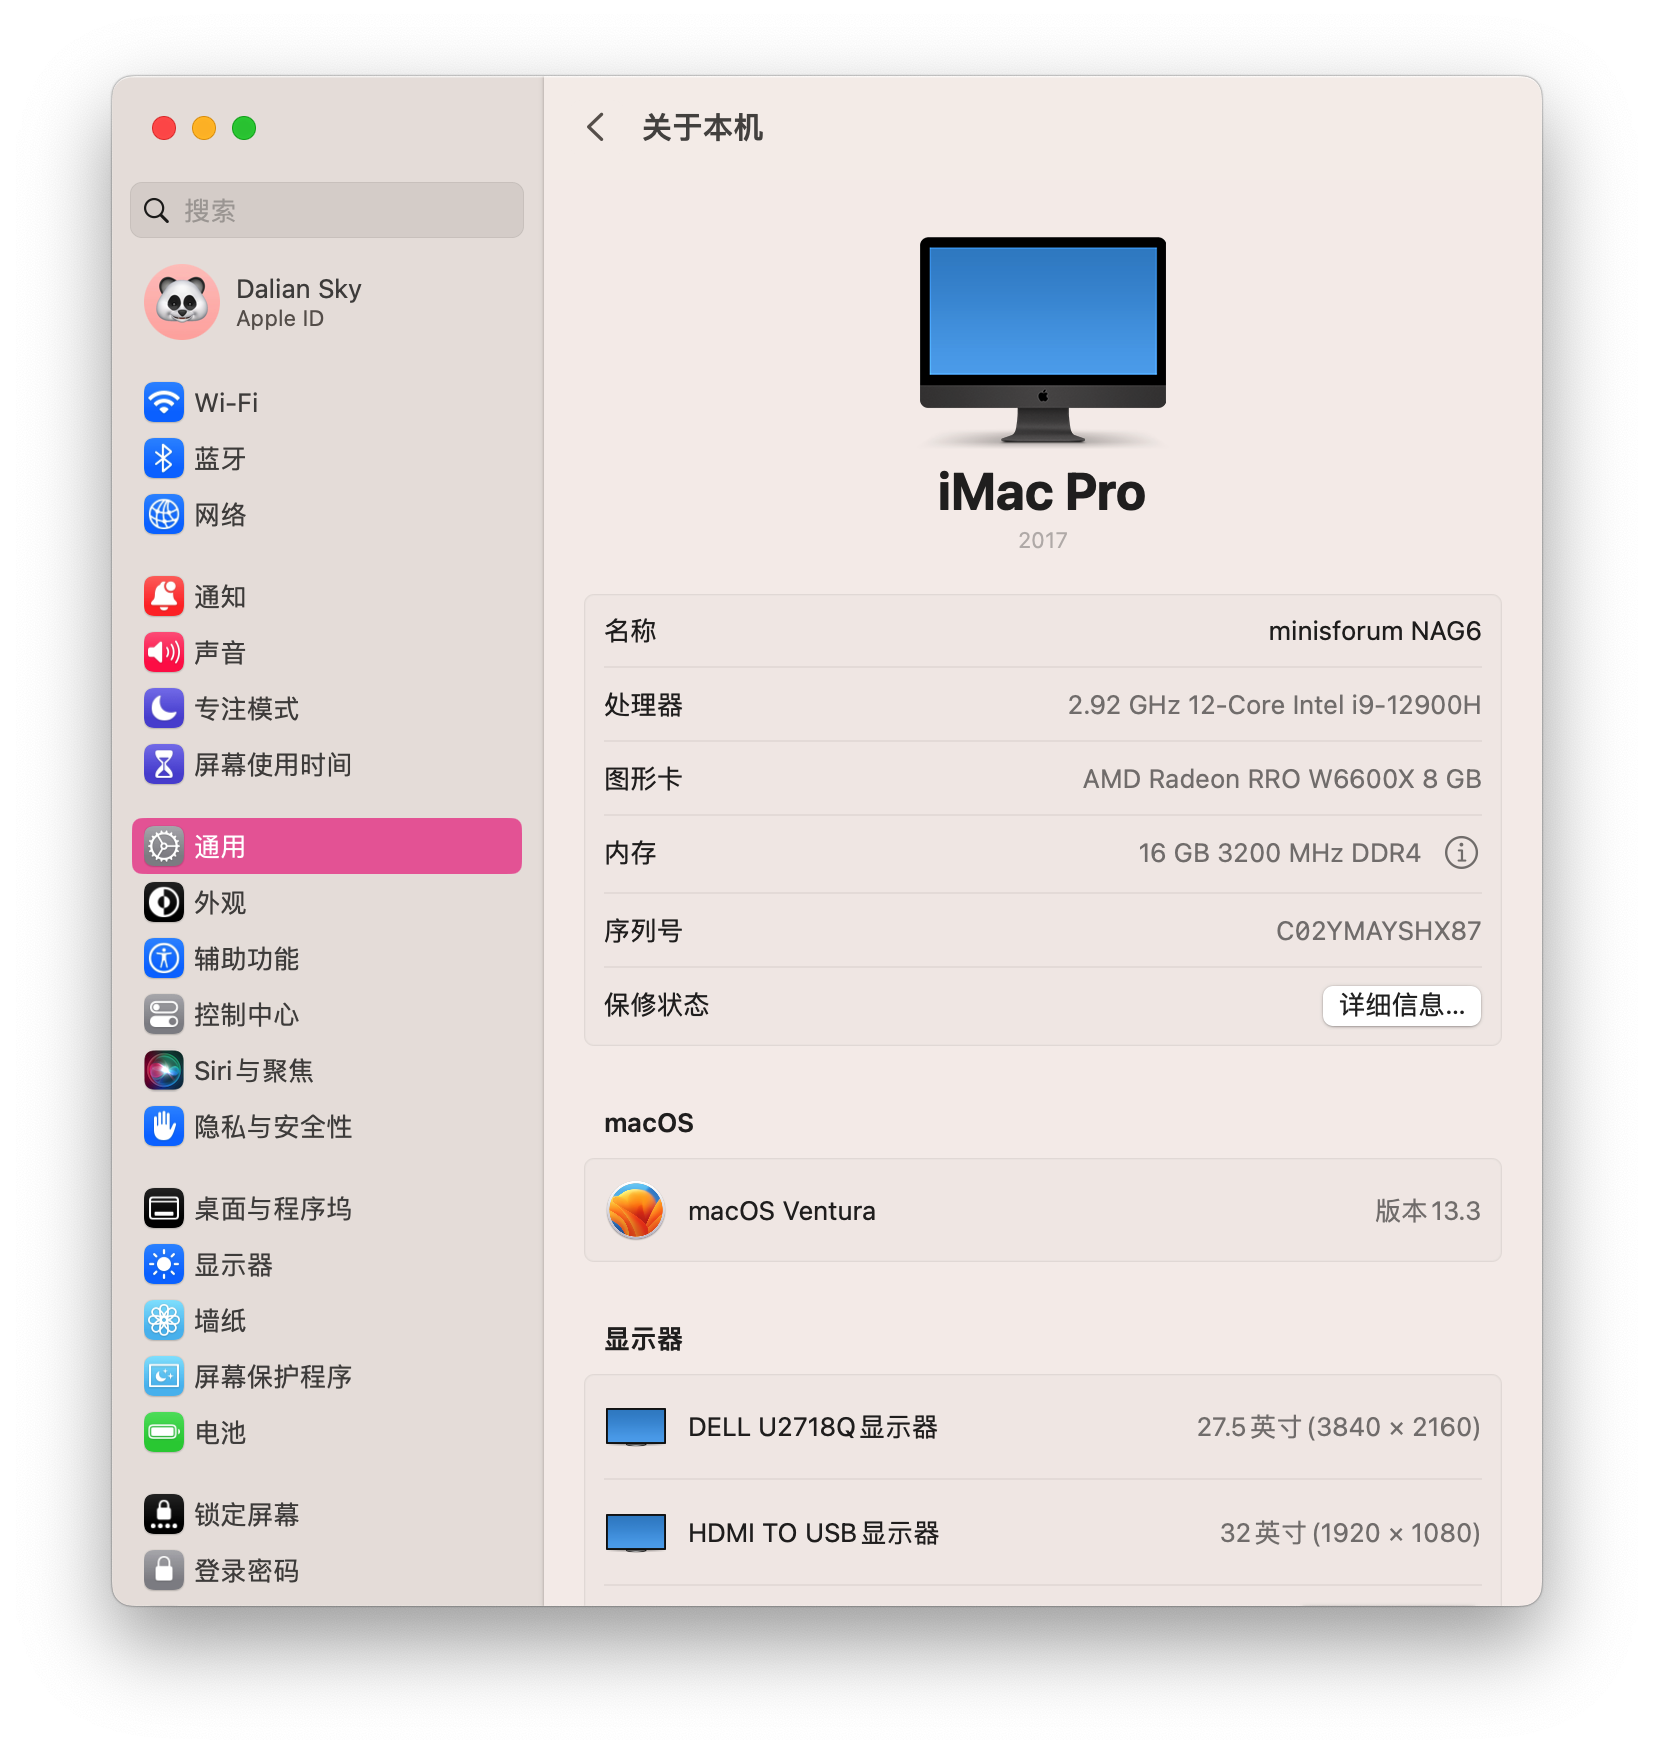 关于本机
搜索
Dalian Sky
Apple ID
Wi-Fi
蓝牙
网络
通知
声音
专注模式
屏幕使用时间
通用
外观
辅助功能
控制中心
Siri与聚焦
隐私与安全性
桌面与程序坞
显示器
墙纸
屏幕保护程序
电池
锁定屏幕
登录密码
iMac Pro
2017
名称 minisforum NAG6
处理器 2.92 GHz 12-Core Intel i9-12900H
图形卡 AMD Radeon RRO W6600X 8 GB
内存 16 GB 3200 MHz DDR4
序列号 C02YMAYSHX87
保修状态 详细信息...
macOS
macOS Ventura 版本13.3
显示器
DELL U2718Q显示器 27.5英寸 (3840 × 2160)
HDMI TO USB显示器 32英寸 (1920 × 1080)